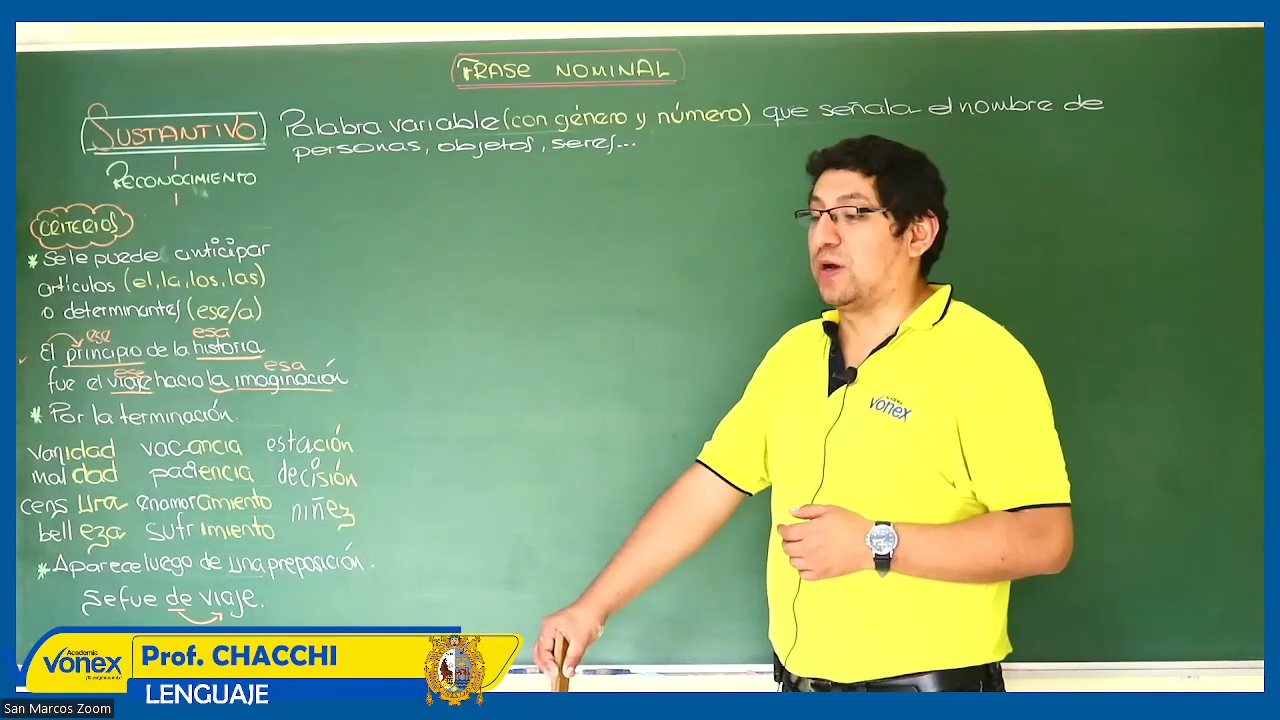 FRASE NOMINAL
SUSTANTIVO Palabra variable (con género y número) que señala el nombre de
personas, objetos, seres...
RECONOCIMIENTO
CRITERIOS
* Se le puede anticipar
artículos (el, la, los, las)
o determinantes (ese/a)
ese esa
El principio de la historia
ese esa
fue el viaje hacia la imaginación
* Por la terminación.
vanidad vacancia estación
maldad paciencia decisión
censura enamoramiento niñez
belleza sufrimiento
* Aparece luego de una preposición.
Se fue de viaje.
ACADEMIA
vonex
Academia
vonex
Prof. CHACCHI
LENGUAJE
San Marcos Zoom